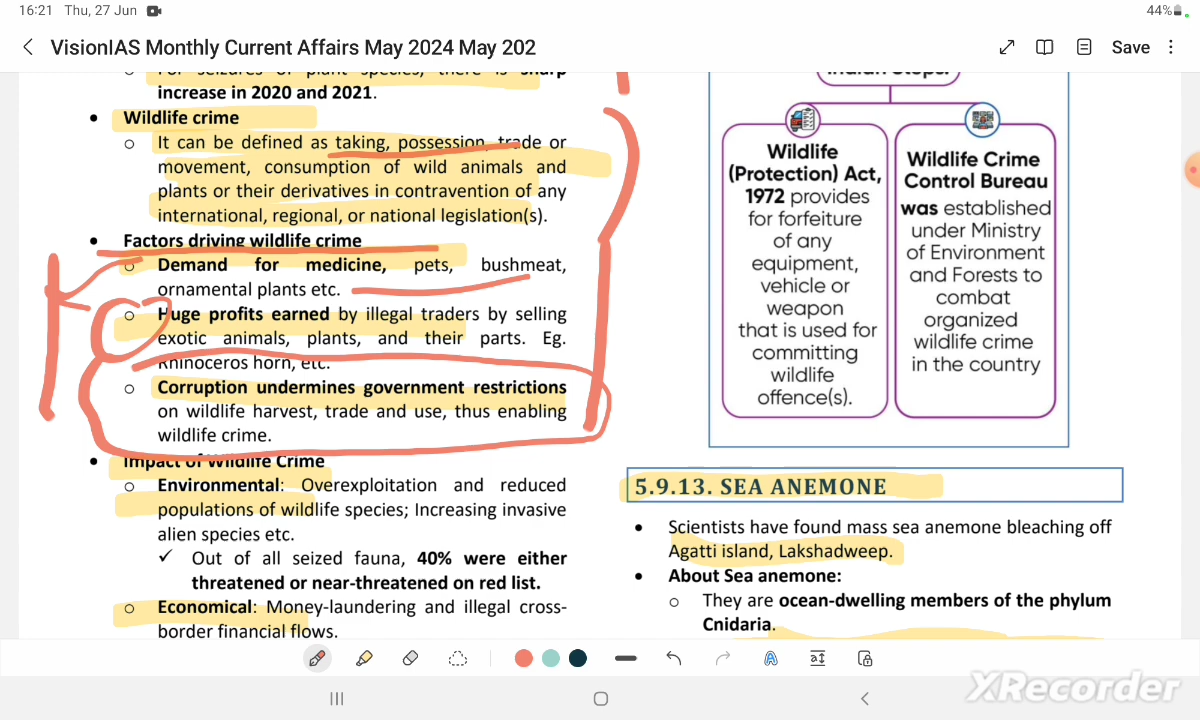 16:21 Thu, 27 Jun
44%
VisionIAS Monthly Current Affairs May 2024 May 202
Save
For seizures of plant species, there is sharp
increase in 2020 and 2021.
Wildlife crime
It can be defined as taking, possession, trade or
movement, consumption of wild animals and
plants or their derivatives in contravention of any
international, regional, or national legislation(s).
Factors driving wildlife crime
Demand for medicine, pets, bushmeat,
ornamental plants etc.
Huge profits earned by illegal traders by selling
exotic animals, plants, and their parts. Eg.
Rhinoceros horn, etc.
Corruption undermines government restrictions
on wildlife harvest, trade and use, thus enabling
wildlife crime.
Impact of Wildlife Crime
Environmental: Overexploitation and reduced
populations of wildlife species; Increasing invasive
alien species etc.
✓ Out of all seized fauna, 40% were either
threatened or near-threatened on red list.
Economical: Money-laundering and illegal cross-
border financial flows.
Indian Steps
Wildlife
(Protection) Act,
1972 provides
for forfeiture
of any
equipment,
vehicle or
weapon
that is used for
committing
wildlife
offence(s).
Wildlife Crime
Control Bureau
was established
under Ministry
of Environment
and Forests to
combat
organized
wildlife crime
in the country
5.9.13. SEA ANEMONE
Scientists have found mass sea anemone bleaching off
Agatti island, Lakshadweep.
About Sea anemone:
They are ocean-dwelling members of the phylum
Cnidaria.
XRecorder